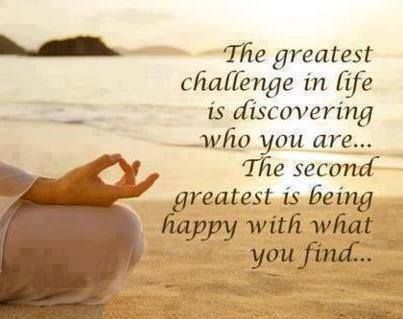 The greatest
challenge in life
is discovering
who you are...
The second
greatest is being
happy with what
you find...